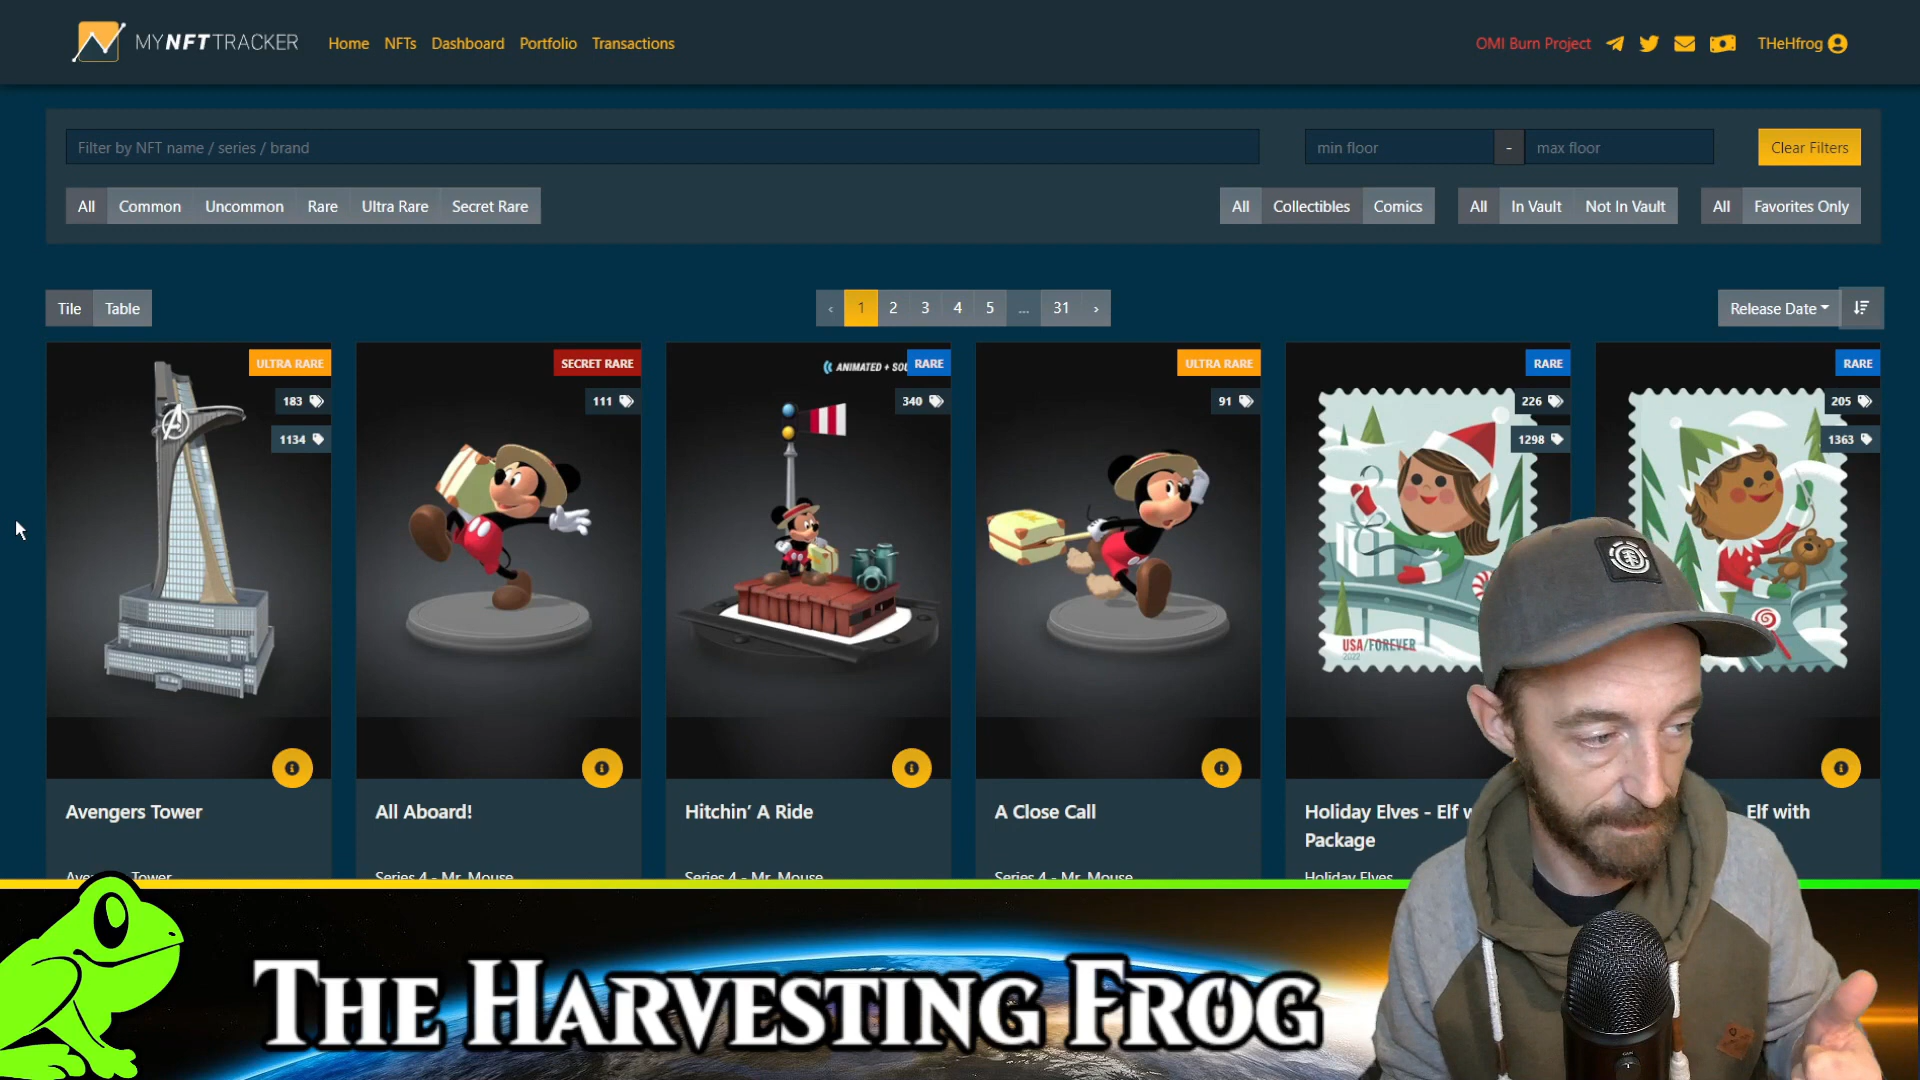 MYNFTTRACKER Home NFTs Dashboard Portfolio Transactions OMI Burn Project THeHfrog
Filter by NFT name / series / brand min floor - max floor Clear Filters
All Common Uncommon Rare Ultra Rare Secret Rare All Collectibles Comics All In Vault Not In Vault All Favorites Only
Tile Table ‹ 1 2 3 4 5 ... 31 › Release Date
ULTRA RARE SECRET RARE ANIMATED + RARE ULTRA RARE RARE RARE
183 111 340 91 226 205
1134 1298 1363
USA/FOREVER
2022
Avengers Tower All Aboard! Hitchin’ A Ride A Close Call Holiday Elves - Elf Elf with
Package
Tower Series 4 - Mr. Mouse Series 4 - Mr. Mouse Series 4 - Mr. Mouse Holiday Elves
THE HARVESTING FROG